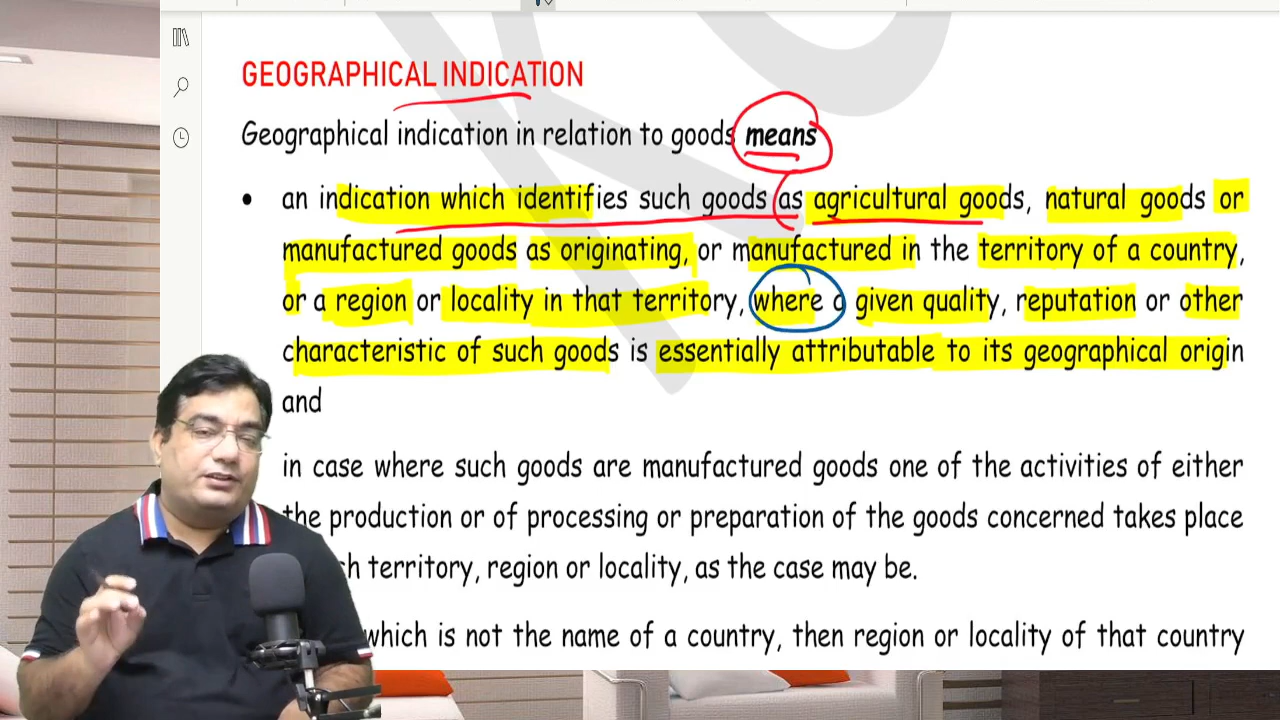 GEOGRAPHICAL INDICATION
Geographical indication in relation to goods means
• an indication which identifies such goods as agricultural goods, natural goods or
manufactured goods as originating, or manufactured in the territory of a country,
or a region or locality in that territory, where a given quality, reputation or other
characteristic of such goods is essentially attributable to its geographical origin
and
in case where such goods are manufactured goods one of the activities of either
the production or of processing or preparation of the goods concerned takes place
territory, region or locality, as the case may be.
which is not the name of a country, then region or locality of that country